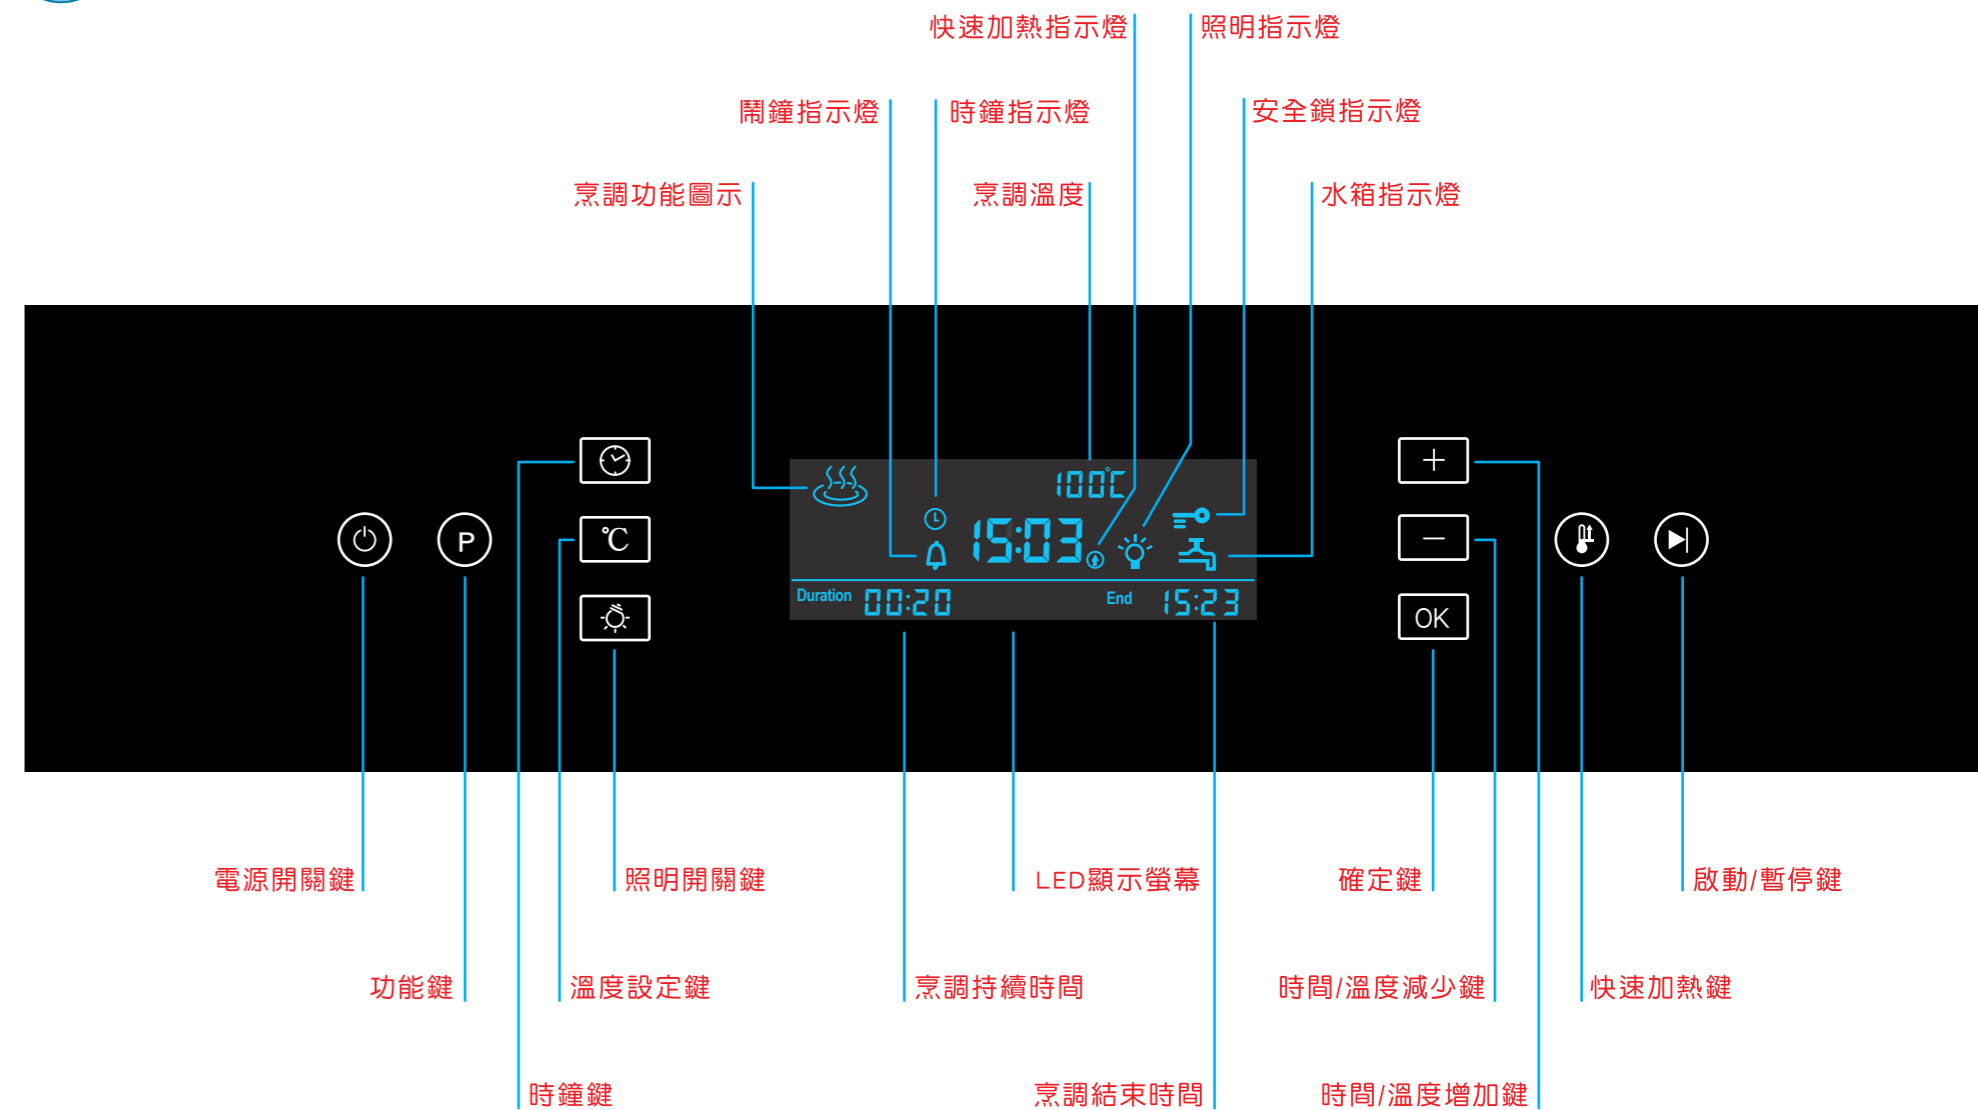 快速加熱指示燈
照明指示燈
鬧鐘指示燈
時鐘指示燈
安全鎖指示燈
烹調功能圖示
烹調溫度
水箱指示燈
100℃
P
℃
15:03
OK
Duration 00:20
End 15:23
電源開關鍵
照明開關鍵
LED顯示螢幕
確定鍵
啟動/暫停鍵
功能鍵
溫度設定鍵
烹調持續時間
時間/溫度減少鍵
快速加熱鍵
時鐘鍵
烹調結束時間
時間/溫度增加鍵